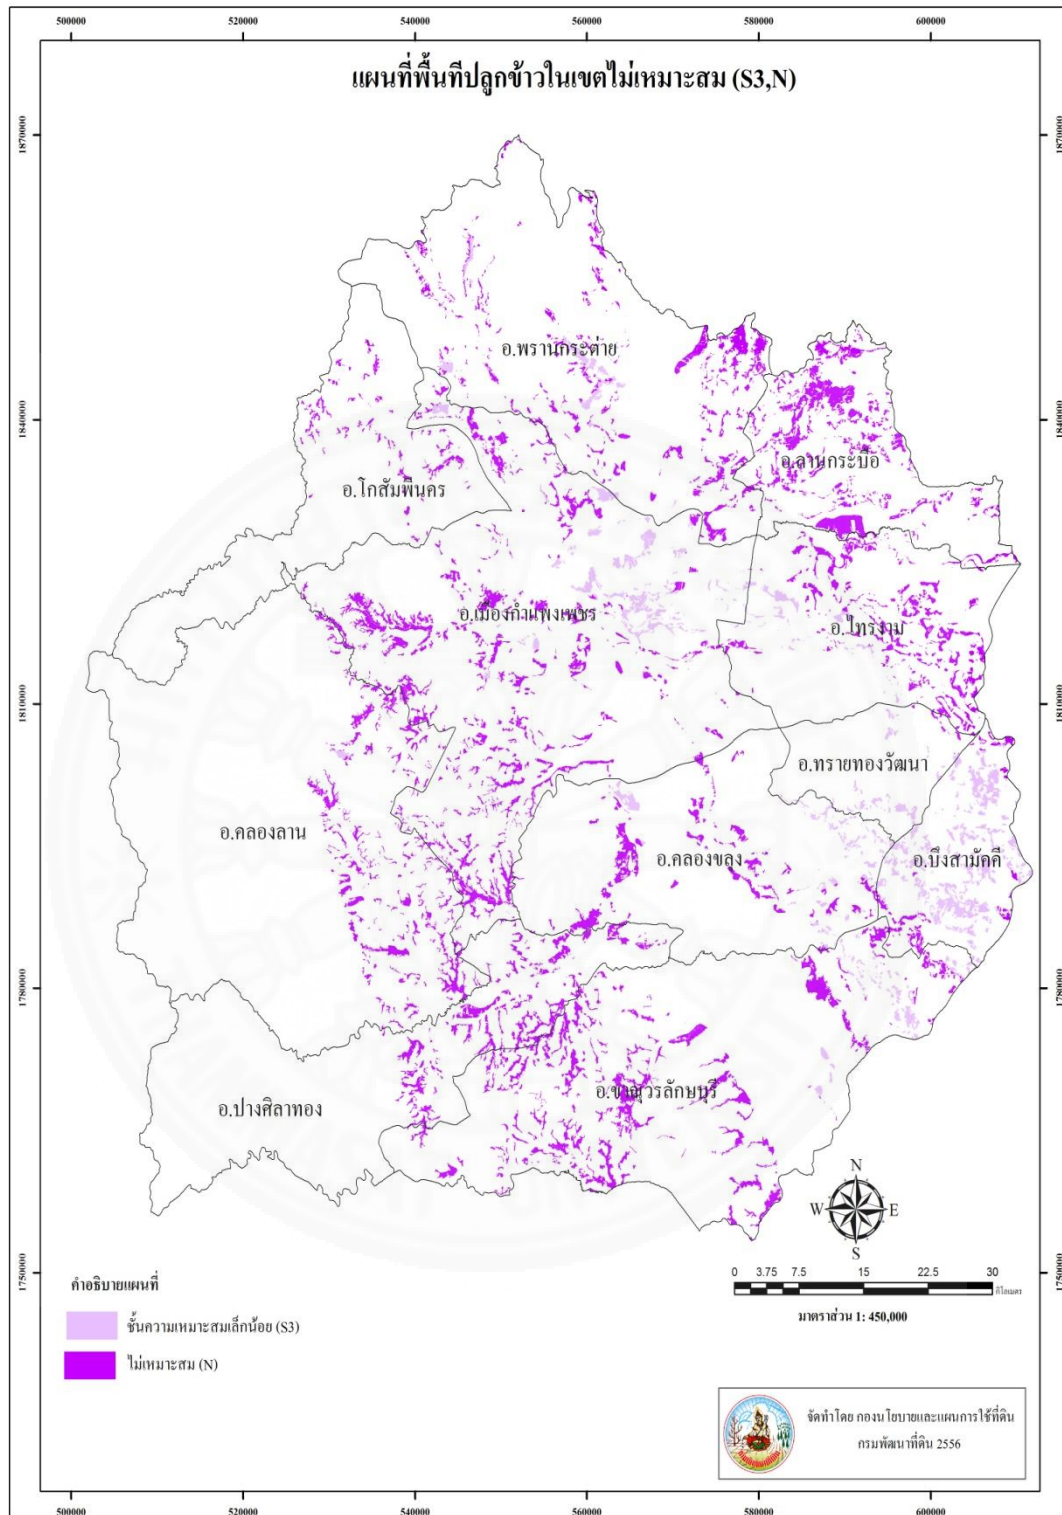 500000 520000 540000 560000 580000 600000
แผนที่พื้นทีปลูกข้าวในเขตไม่เหมาะสม (S3,N)
1870000 1870000
อ.พรานกระต่าย
1840000 1840000
อ.ลานกระบือ
อ.โกสัมพีนคร
อ.เมืองกำแพงเพชร
อ.ไทรงาม
1810000 1810000
อ.ทรายทองวัฒนา
อ.คลองลาน
อ.คลองขลุง
อ.บึงสามัคคี
1780000 1780000
อ.ขาณุวรลักษบุรี
อ.ปางศิลาทอง
N
W E
S
1750000 1750000
0 3.75 7.5 15 22.5 30
กิโลเมตร
มาตราส่วน 1: 450,000
คำอธิบายแผนที่
ชั้นความเหมาะสมเล็กน้อย (S3)
ไม่เหมาะสม (N)
จัดทำโดย กองนโยบายและแผนการใช้ที่ดิน
กรมพัฒนาที่ดิน 2556
500000 520000 540000 560000 580000 600000